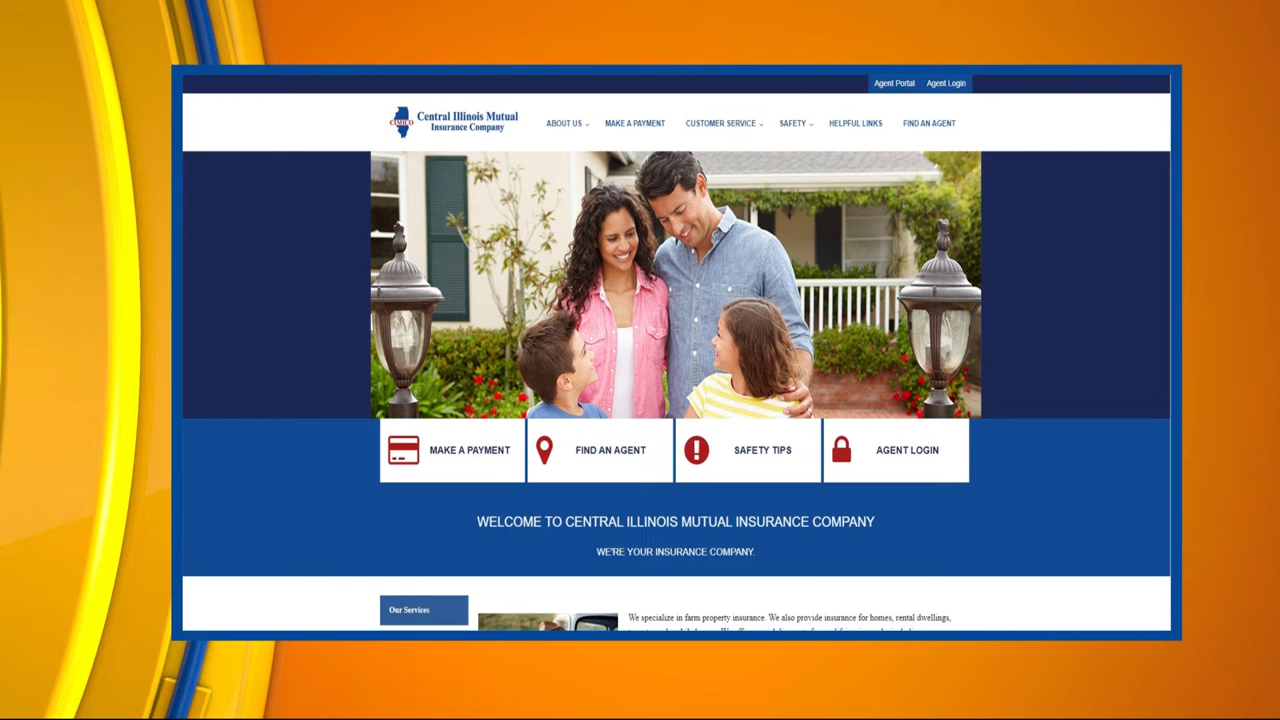 Agent Portal Agent Login
CIMICO
Central Illinois Mutual
Insurance Company
ABOUT US MAKE A PAYMENT CUSTOMER SERVICE SAFETY HELPFUL LINKS FIND AN AGENT
MAKE A PAYMENT FIND AN AGENT SAFETY TIPS AGENT LOGIN
WELCOME TO CENTRAL ILLINOIS MUTUAL INSURANCE COMPANY
WE'RE YOUR INSURANCE COMPANY.
Our Services
We specialize in farm property insurance. We also provide insurance for homes, rental dwellings,